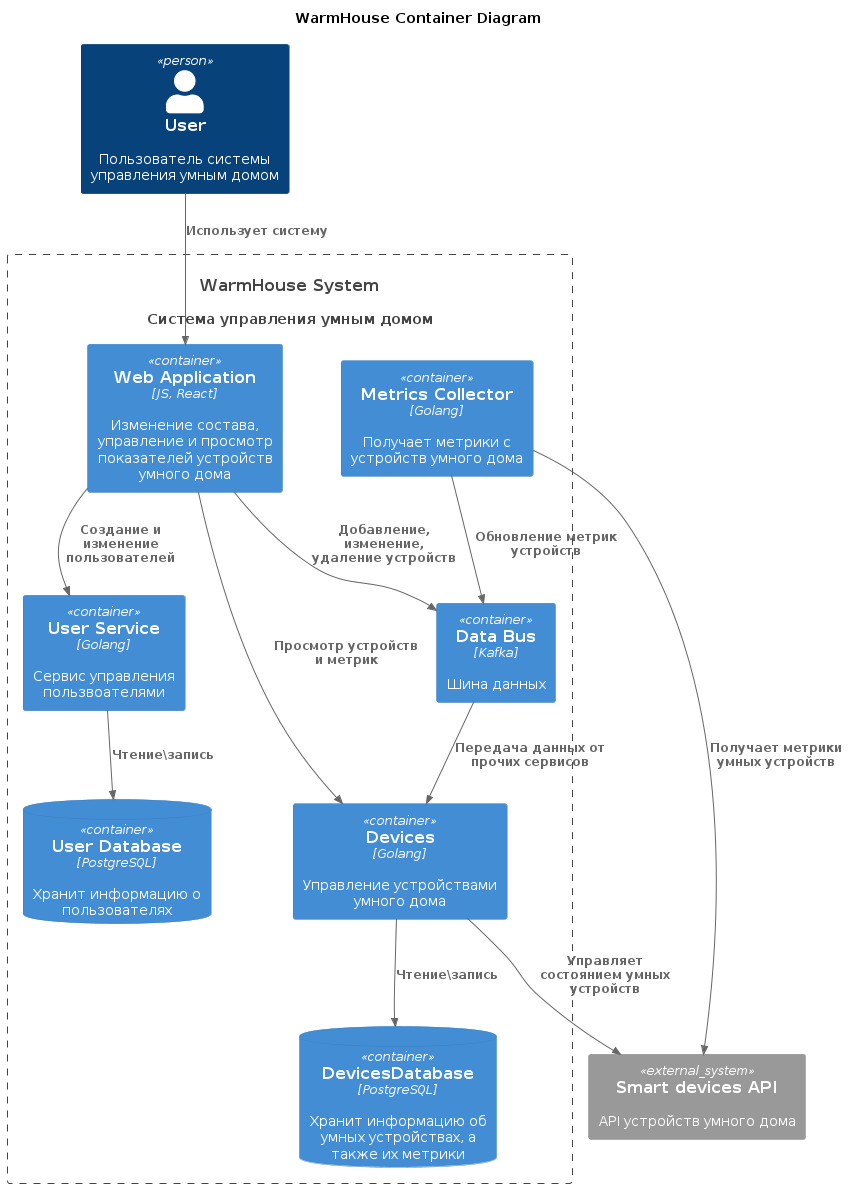 WarmHouse Container Diagram
«person»
User
Пользователь системы
управления умным домом
Использует систему
WarmHouse System
Система управления умным домом
«container»
Web Application
[JS, React]
Изменение состава,
управление и просмотр
показателей устройств
умного дома
«container»
Metrics Collector
[Golang]
Получает метрики с
устройств умного дома
Создание и
изменение
пользователей
Добавление,
изменение,
удаление устройств
Обновление метрик
устройств
«container»
User Service
[Golang]
Сервис управления
пользвоателями
Просмотр устройств
и метрик
«container»
Data Bus
[Kafka]
Шина данных
Чтение\запись
Передача данных от
прочих сервисов
Получает метрики
умных устройств
«container»
User Database
[PostgreSQL]
Хранит информацию о
пользователях
«container»
Devices
[Golang]
Управление устройствами
умного дома
Чтение\запись
Управляет
состоянием умных
устройств
«container»
DevicesDatabase
[PostgreSQL]
Хранит информацию об
умных устройствах, а
также их метрики
«external_system»
Smart devices API
API устройств умного дома